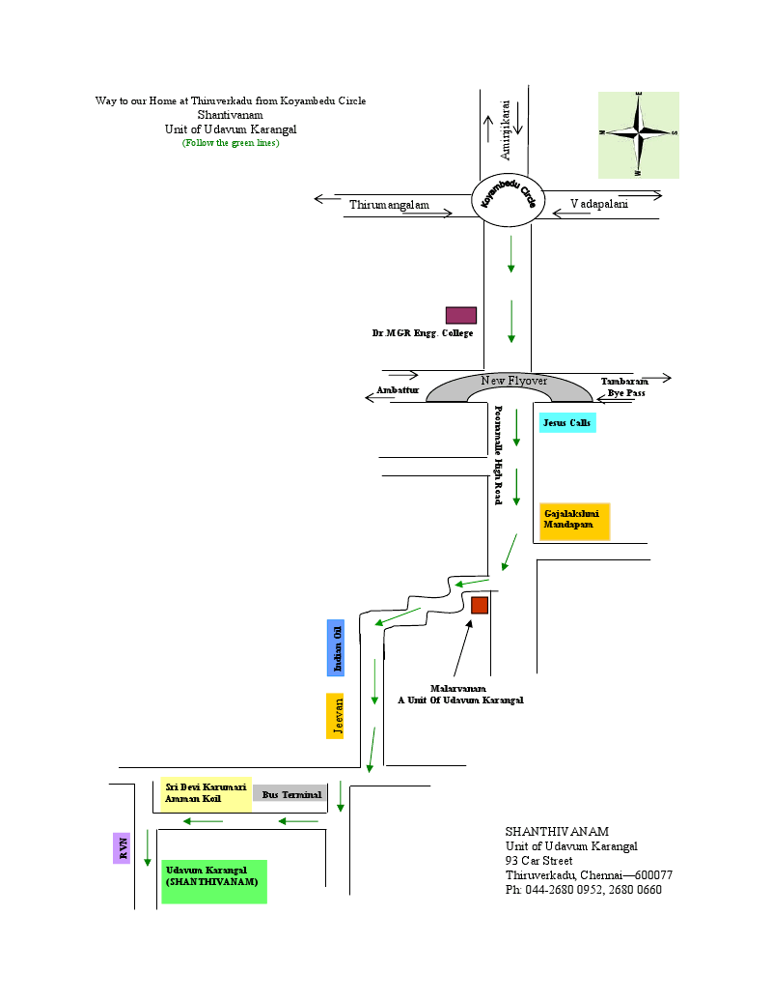 Way to our Home at Thiruverkadu from Koyambedu Circle
Shantivanam
Unit of Udavum Karangal
(Follow the green lines)
Aminjikarai
E
N
S
W
Koyambedu Circle
Thirumangalam
Vadapalani
Dr.MGR Engg. College
New Flyover
Ambattur
Tambaram
Bye Pass
Poonmmalle High Road
Jesus Calls
Gajalakshmi
Mandapam
Indian Oil
Malarvanam
A Unit Of Udavum Karangal
Jeevan
Sri Devi Karumari
Amman Koil
Bus Terminal
RVN
Udavum Karangal
(SHANTHIVANAM)
SHANTHIVANAM
Unit of Udavum Karangal
93 Car Street
Thiruverkadu, Chennai—600077
Ph: 044-2680 0952, 2680 0660